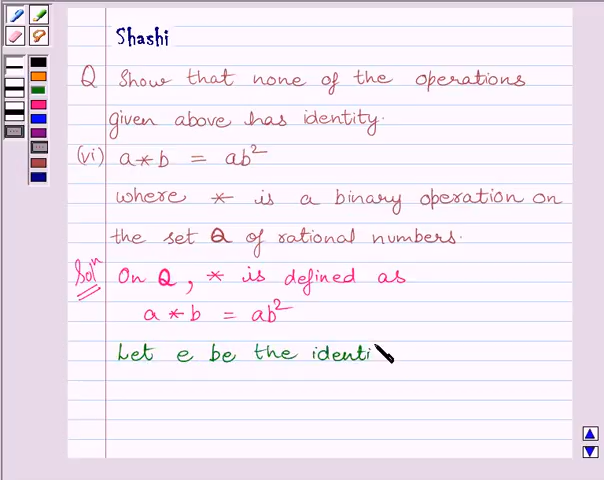 Shashi
Q Show that none of the operations
given above has identity.
(vi) a * b = ab²
where * is a binary operation on
the set Q of rational numbers.
Solⁿ On Q, * is defined as
a * b = ab²
Let e be the identi